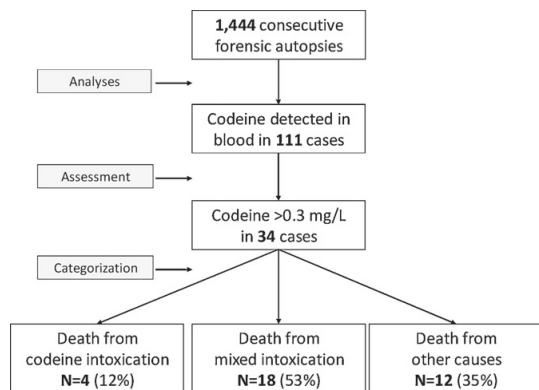 1,444 consecutive
forensic autopsies
Analyses
Codeine detected in
blood in 111 cases
Assessment
Codeine >0.3 mg/L
in 34 cases
Categorization
Death from
codeine intoxication
N=4 (12%)
Death from
mixed intoxication
N=18 (53%)
Death from
other causes
N=12 (35%)